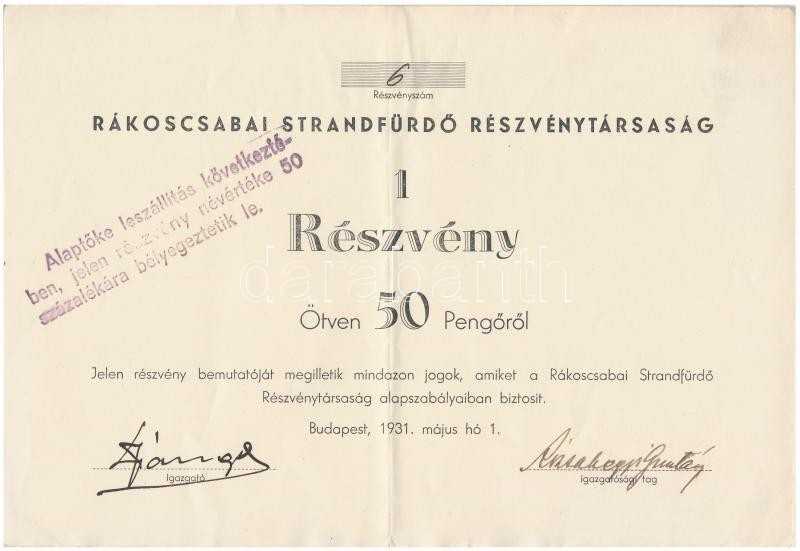 6
Részvényszám
RÁKOSCSABAI STRANDFÜRDŐ RÉSZVÉNYTÁRSASÁG
Alaptőke leszállítás következté-
ben, jelen részvény névértéke 50
százalékára bélyegeztetik le.
1
Részvény
darabanth
Ötven 50 Pengőről
Jelen részvény bemutatóját megilletik mindazon jogok, amiket a Rákoscsabai Strandfürdő
Részvénytársaság alapszabályaiban biztosit.
Budapest, 1931. május hó 1.
igazgató
igazgatósági tag